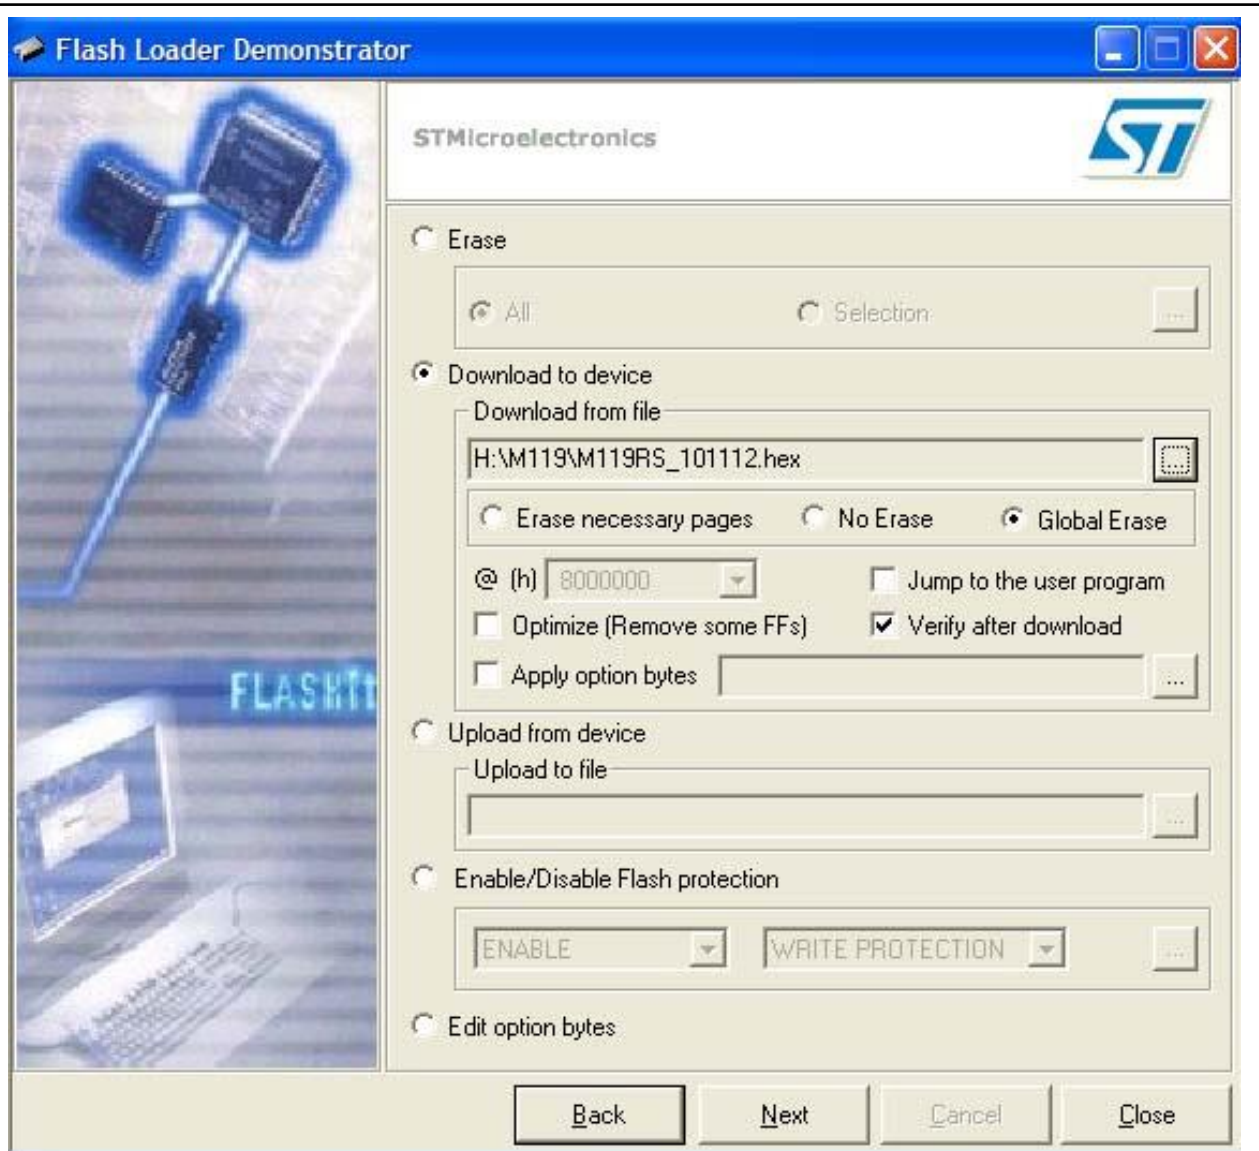 Flash Loader Demonstrator
STMicroelectronics
ST
Erase
All Selection ...
Download to device
Download from file
H:\M119\M119RS_101112.hex ...
Erase necessary pages No Erase Global Erase
@ (h) 8000000 Jump to the user program
Optimize (Remove some FFs) Verify after download
Apply option bytes ...
FLASHit
Upload from device
Upload to file
...
Enable/Disable Flash protection
ENABLE WRITE PROTECTION ...
Edit option bytes
Back Next Cancel Close